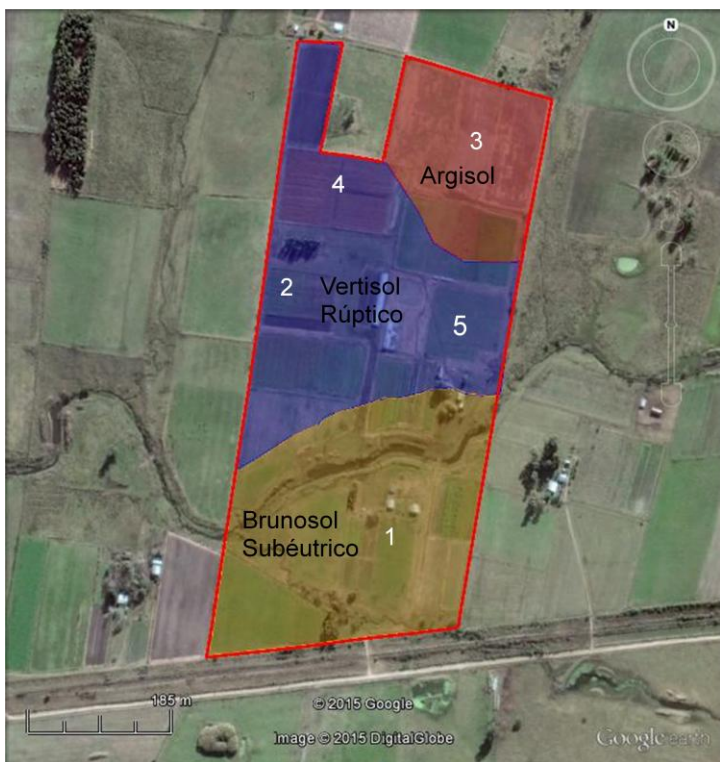 N
3
Argisol
4
2
Vertisol
Rúptico
5
Brunosol
Subéutrico
1
185 m
© 2015 Google
Image © 2015 DigitalGlobe
Google earth